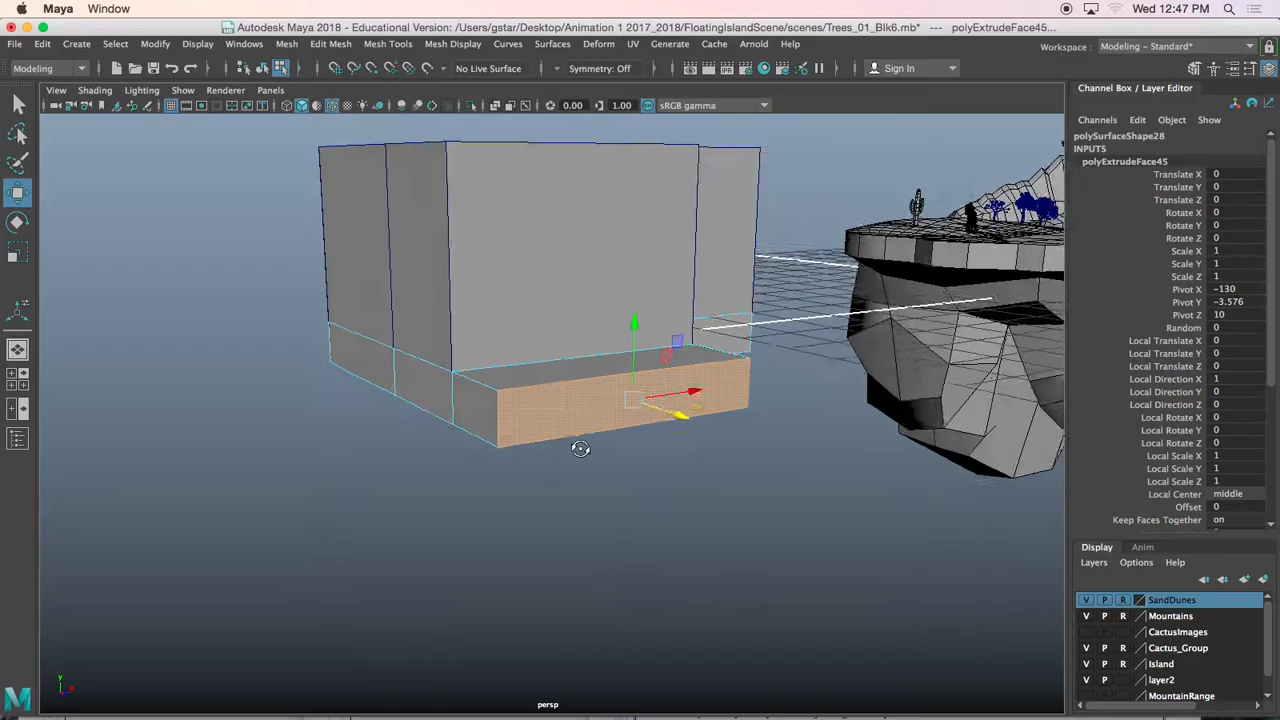 Maya Window Wed 12:47 PM
Autodesk Maya 2018 - Educational Version: /Users/gstar/Desktop/Animation 1 2017_2018/FloatingIslandScene/scenes/Trees_01_Blk6.mb* --- polyExtrudeFace45...
File Edit Create Select Modify Display Windows Mesh Edit Mesh Mesh Tools Mesh Display Curves Surfaces Deform UV Generate Cache Arnold Help Workspace: Modeling - Standard*
Modeling No Live Surface Symmetry: Off Sign In
View Shading Lighting Show Renderer Panels
0.00 1.00 sRGB gamma
Channel Box / Layer Editor
Channels Edit Object Show
polySurfaceShape28
INPUTS
polyExtrudeFace45
Translate X 0
Translate Y 0
Translate Z 0
Rotate X 0
Rotate Y 0
Rotate Z 0
Scale X 1
Scale Y 1
Scale Z 1
Pivot X -130
Pivot Y -3.576
Pivot Z 10
Random 0
Local Translate X 0
Local Translate Y 0
Local Translate Z 0
Local Direction X 1
Local Direction Y 0
Local Direction Z 0
Local Rotate X 0
Local Rotate Y 0
Local Rotate Z 0
Local Scale X 1
Local Scale Y 1
Local Scale Z 1
Local Center middle
Offset 0
Keep Faces Together on
Display Anim
Layers Options Help
V P R SandDunes
V P R Mountains
CactusImages
V P R Cactus_Group
V P R Island
V P layer2
MountainRange
persp
y
M